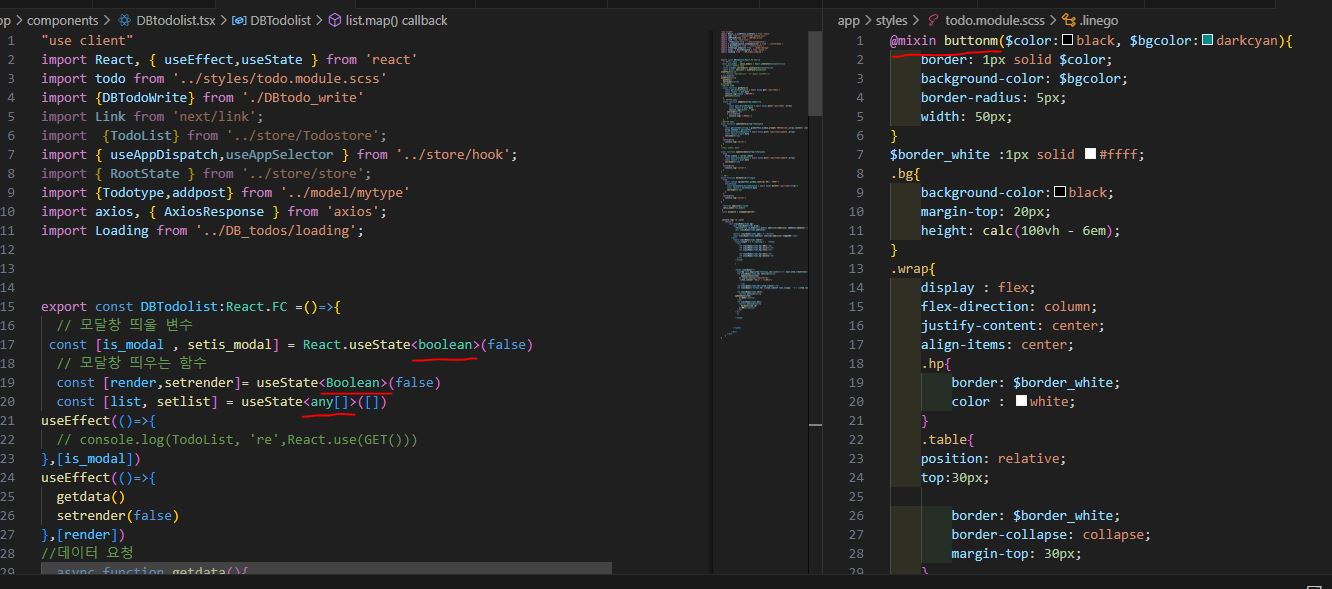 pp > components > DBtodolist.tsx > DBTodolist > list.map() callback
1 "use client"
2 import React, { useEffect,useState } from 'react'
3 import todo from '../styles/todo.module.scss'
4 import {DBTodoWrite} from './DBtodo_write'
5 import Link from 'next/link';
6 import  {TodoList} from '../store/Todostore';
7 import { useAppDispatch,useAppSelector } from '../store/hook';
8 import { RootState } from '../store/store';
9 import {Todotype,addpost} from '../model/mytype'
10 import axios, { AxiosResponse } from 'axios';
11 import Loading from '../DB_todos/loading';
12
13
14
15 export const DBTodolist:React.FC =()=>{
16 // 모달창 띄울 변수
17 const [is_modal , setis_modal] = React.useState<boolean>(false)
18 // 모달창 띄우는 함수
19 const [render,setrender]= useState<Boolean>(false)
20 const [list, setlist] = useState<any[]>([])
21 useEffect(()=>{
22 // console.log(TodoList, 're',React.use(GET()))
23 },[is_modal])
24 useEffect(()=>{
25 getdata()
26 setrender(false)
27 },[render])
28 //데이터 요청
29 async function getdata(){
app > styles > todo.module.scss > .linego
1 @mixin buttonm($color:black, $bgcolor:darkcyan){
2 border: 1px solid $color;
3 background-color: $bgcolor;
4 border-radius: 5px;
5 width: 50px;
6 }
7 $border_white :1px solid #ffff;
8 .bg{
9 background-color:black;
10 margin-top: 20px;
11 height: calc(100vh - 6em);
12 }
13 .wrap{
14 display : flex;
15 flex-direction: column;
16 justify-content: center;
17 align-items: center;
18 .hp{
19 border: $border_white;
20 color : white;
21 }
22 .table{
23 position: relative;
24 top:30px;
25
26 border: $border_white;
27 border-collapse: collapse;
28 margin-top: 30px;
29 }